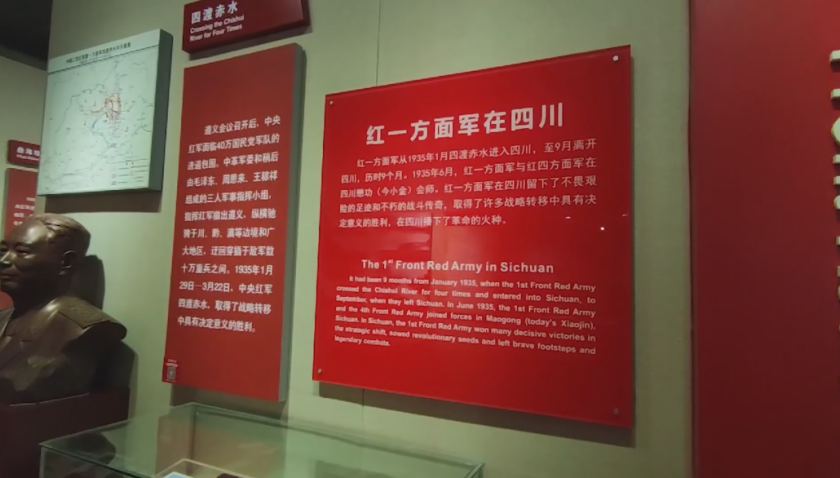 四渡赤水
Crossing the Chishui
River for Four Times
遵义会议召开后，中央
红军面临40万国民党军队的
围追包围。中革军委和稍后
由毛泽东、周恩来、王稼祥
组成的三人军事指挥小组，
指挥红军撤出遵义，纵横驰
骋于川、黔、滇等边境和广
大地区，迂回穿插于敌军数
十万重兵之间。1935年1月
29日—3月22日，中央红军
四渡赤水，取得了战略转移
中具有决定意义的胜利。
红一方面军在四川
红一方面军从1935年1月四渡赤水进入四川，至9月离开
四川，历时9个月。1935年6月，红一方面军与红四方面军在
四川懋功（今小金）会师。红一方面军在四川留下了不畏艰
险的足迹和不朽的战斗传奇，取得了许多战略转移中具有决
定意义的胜利，在四川播下了革命的火种。
The 1st Front Red Army in Sichuan
It had been 9 months from January 1935, when the 1st Front Red Army
crossed the Chishui River for four times and entered into Sichuan, to
September, when they left Sichuan. In June 1935, the 1st Front Red Army
and the 4th Front Red Army joined forces in Maogong (today's Xiaojin),
Sichuan. In Sichuan, the 1st Front Red Army won many decisive victories in
the strategic shift, sowed revolutionary seeds and left brave footsteps and
legendary combats.